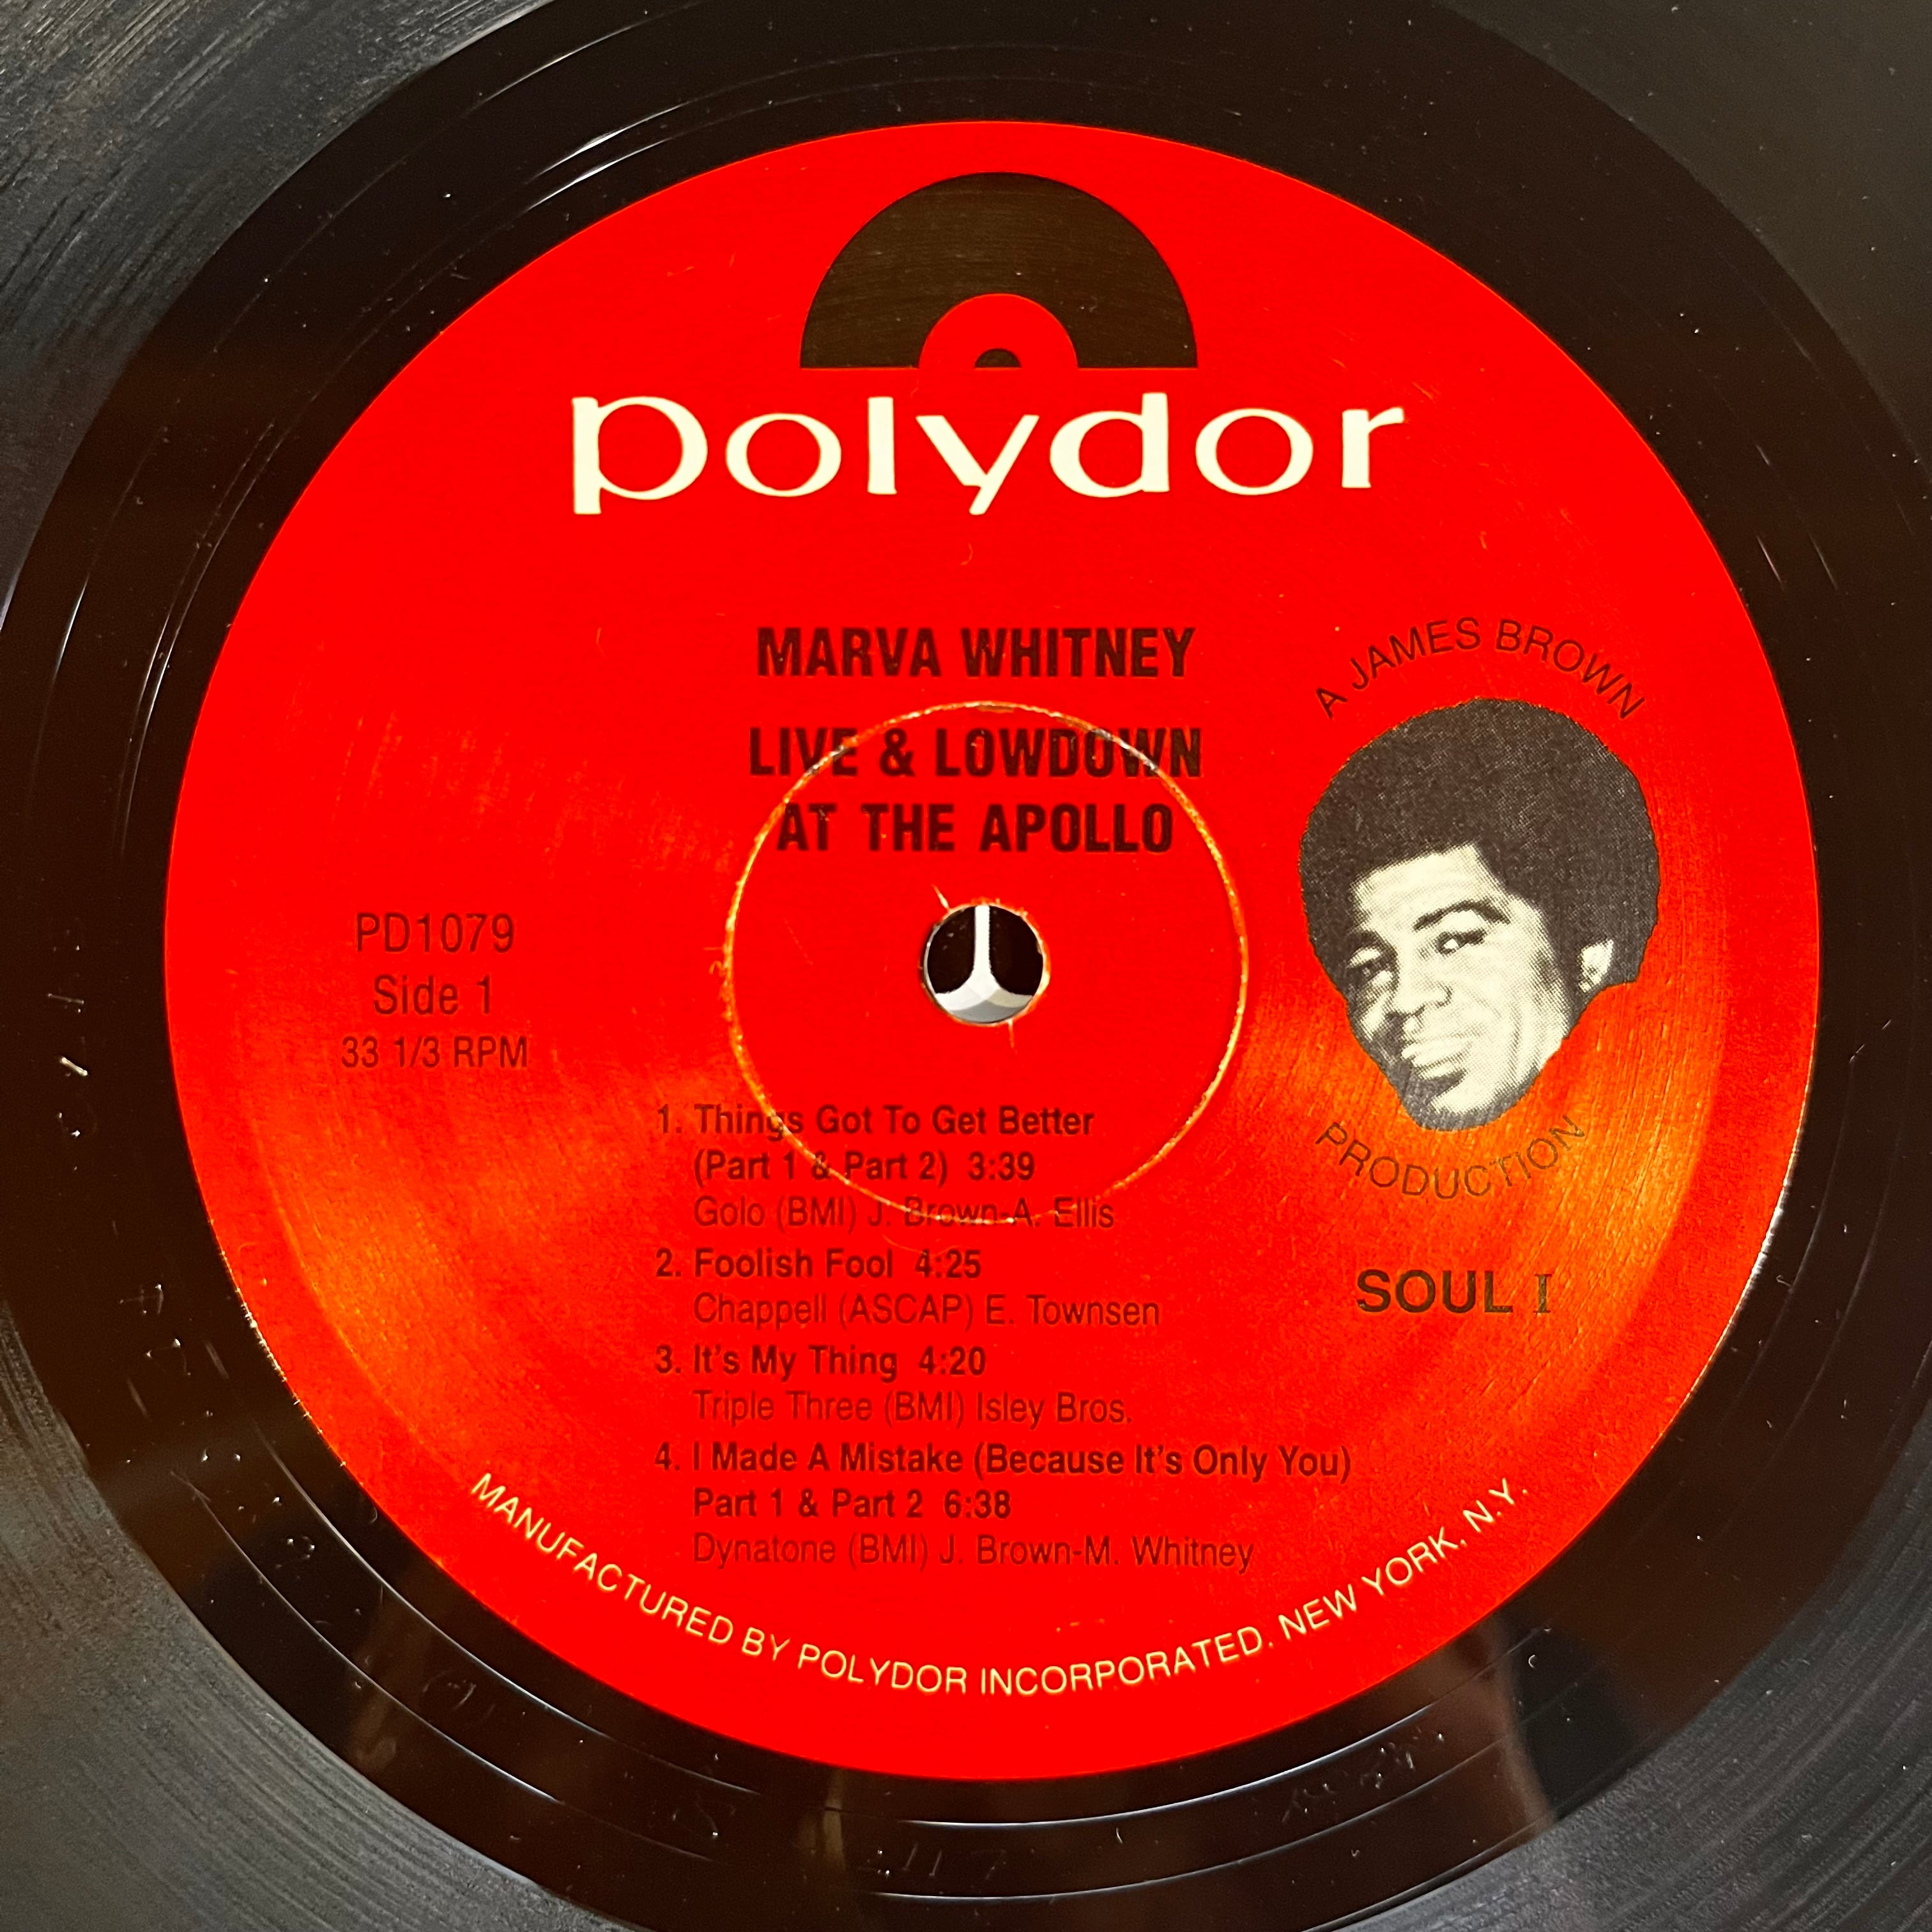 polydor
MARVA WHITNEY
LIVE & LOWDOWN
AT THE APOLLO
A JAMES BROWN
PRODUCTION
SOUL I
PD1079
Side 1
33 1/3 RPM
1. Things Got To Get Better
(Part 1 & Part 2) 3:39
Golo (BMI) J. Brown-A. Ellis
2. Foolish Fool 4:25
Chappell (ASCAP) E. Townsen
3. It's My Thing 4:20
Triple Three (BMI) Isley Bros.
4. I Made A Mistake (Because It's Only You)
Part 1 & Part 2 6:38
Dynatone (BMI) J. Brown-M. Whitney
MANUFACTURED BY POLYDOR INCORPORATED. NEW YORK, N.Y.